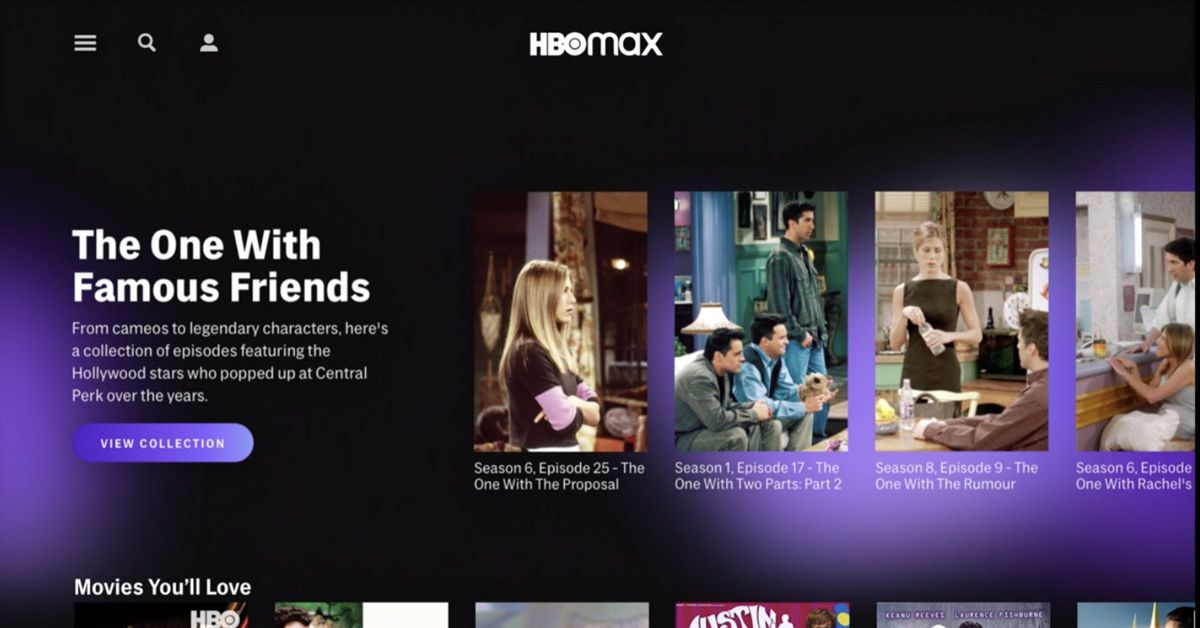 HBOMAX
The One With
Famous Friends
From cameos to legendary characters, here's
a collection of episodes featuring the
Hollywood stars who popped up at Central
Perk over the years.
VIEW COLLECTION
Season 6, Episode 25 - The
One With The Proposal
Season 1, Episode 17 - The
One With Two Parts: Part 2
Season 8, Episode 9 - The
One With The Rumour
Season 6, Episode
One With Rachel's
Movies You'll Love
HBO
AUSTIN
KEANU REEVES LAURENCE FISHBURNE